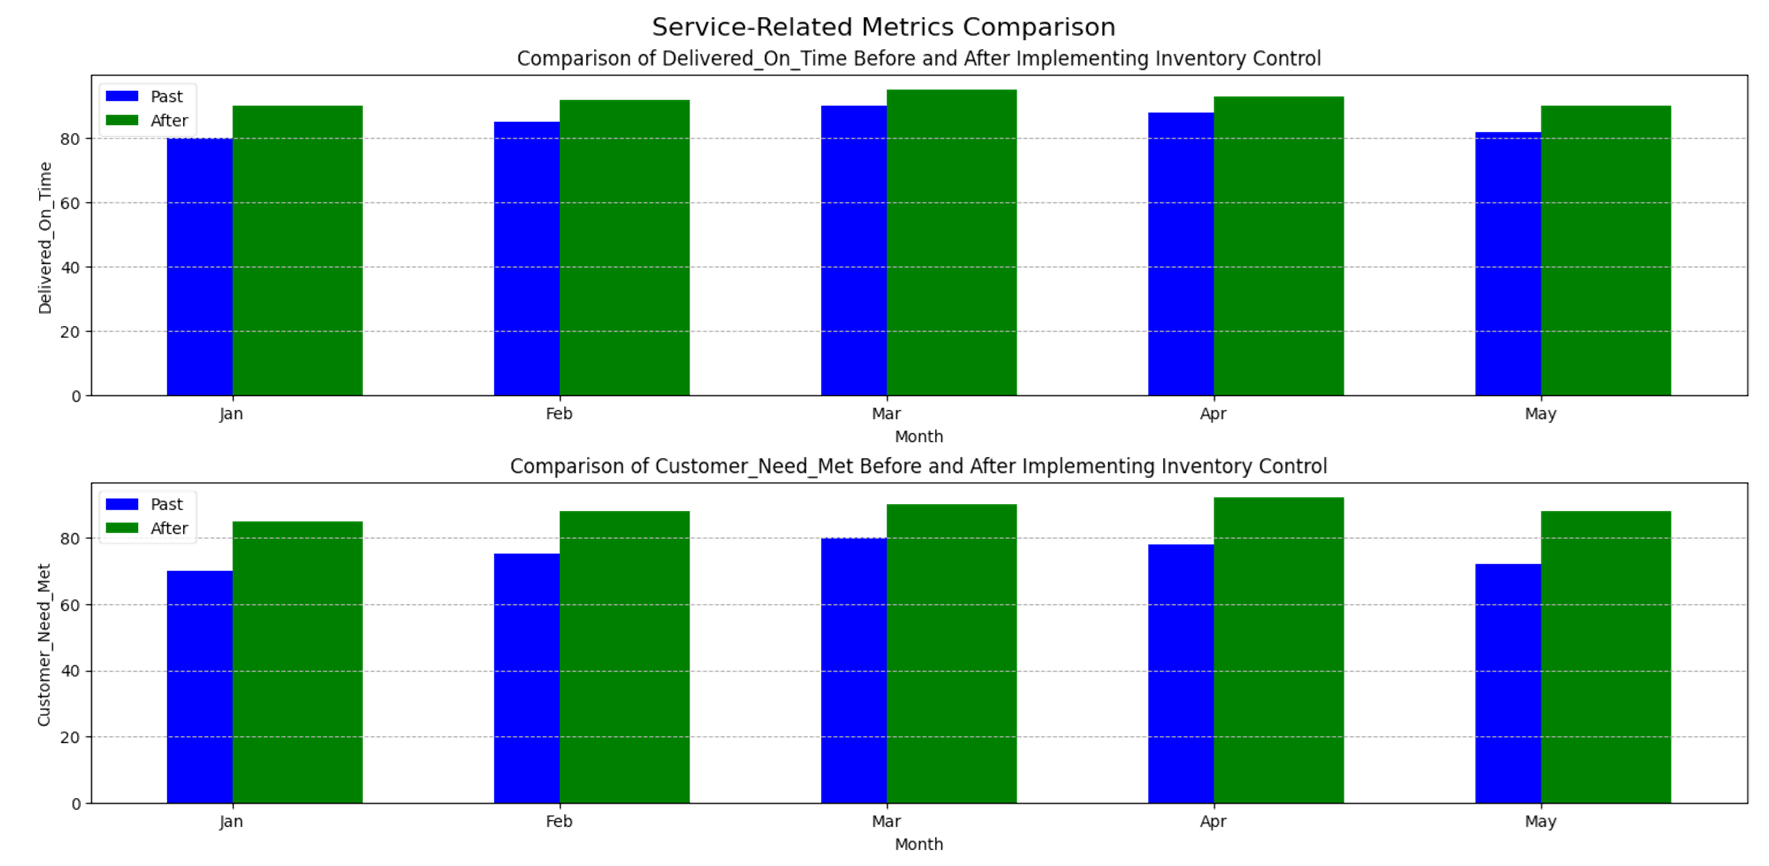 Service-Related Metrics Comparison
Comparison of Delivered_On_Time Before and After Implementing Inventory Control
Past
After
Delivered_On_Time
80
60
40
20
0
Jan Feb Mar Apr May
Month
Comparison of Customer_Need_Met Before and After Implementing Inventory Control
Past
After
Customer_Need_Met
80
60
40
20
0
Jan Feb Mar Apr May
Month